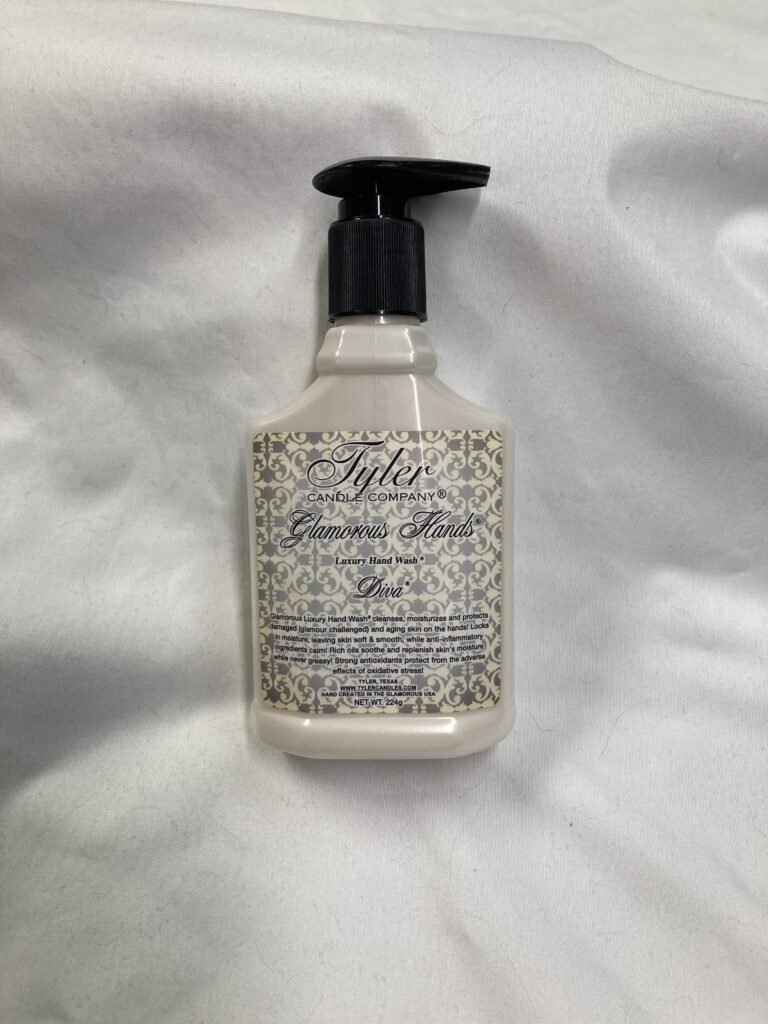 Tyler
CANDLE COMPANY®
Glamorous Hands®
Luxury Hand Wash®
Diva®
Glamorous Luxury Hand Wash® cleanses, moisturizes and protects
damaged (glamour challenged) and aging skin on the hands! Locks
in moisture, leaving skin soft & smooth, while anti-inflammatory
ingredients calm! Rich oils soothe and replenish skin's moisture
while never greasy! Strong antioxidants protect from the adverse
effects of oxidative stress!
TYLER, TEXAS
WWW.TYLERCANDLES.COM
HAND CREATED IN THE GLAMOROUS USA
NET WT. 224g